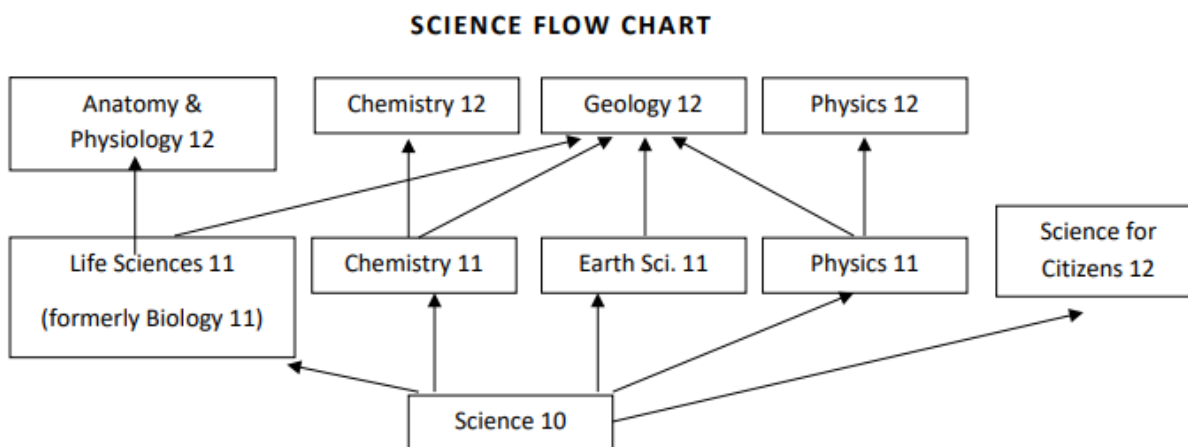 SCIENCE FLOW CHART
Anatomy &
Physiology 12
Chemistry 12
Geology 12
Physics 12
Life Sciences 11
(formerly Biology 11)
Chemistry 11
Earth Sci. 11
Physics 11
Science for
Citizens 12
Science 10